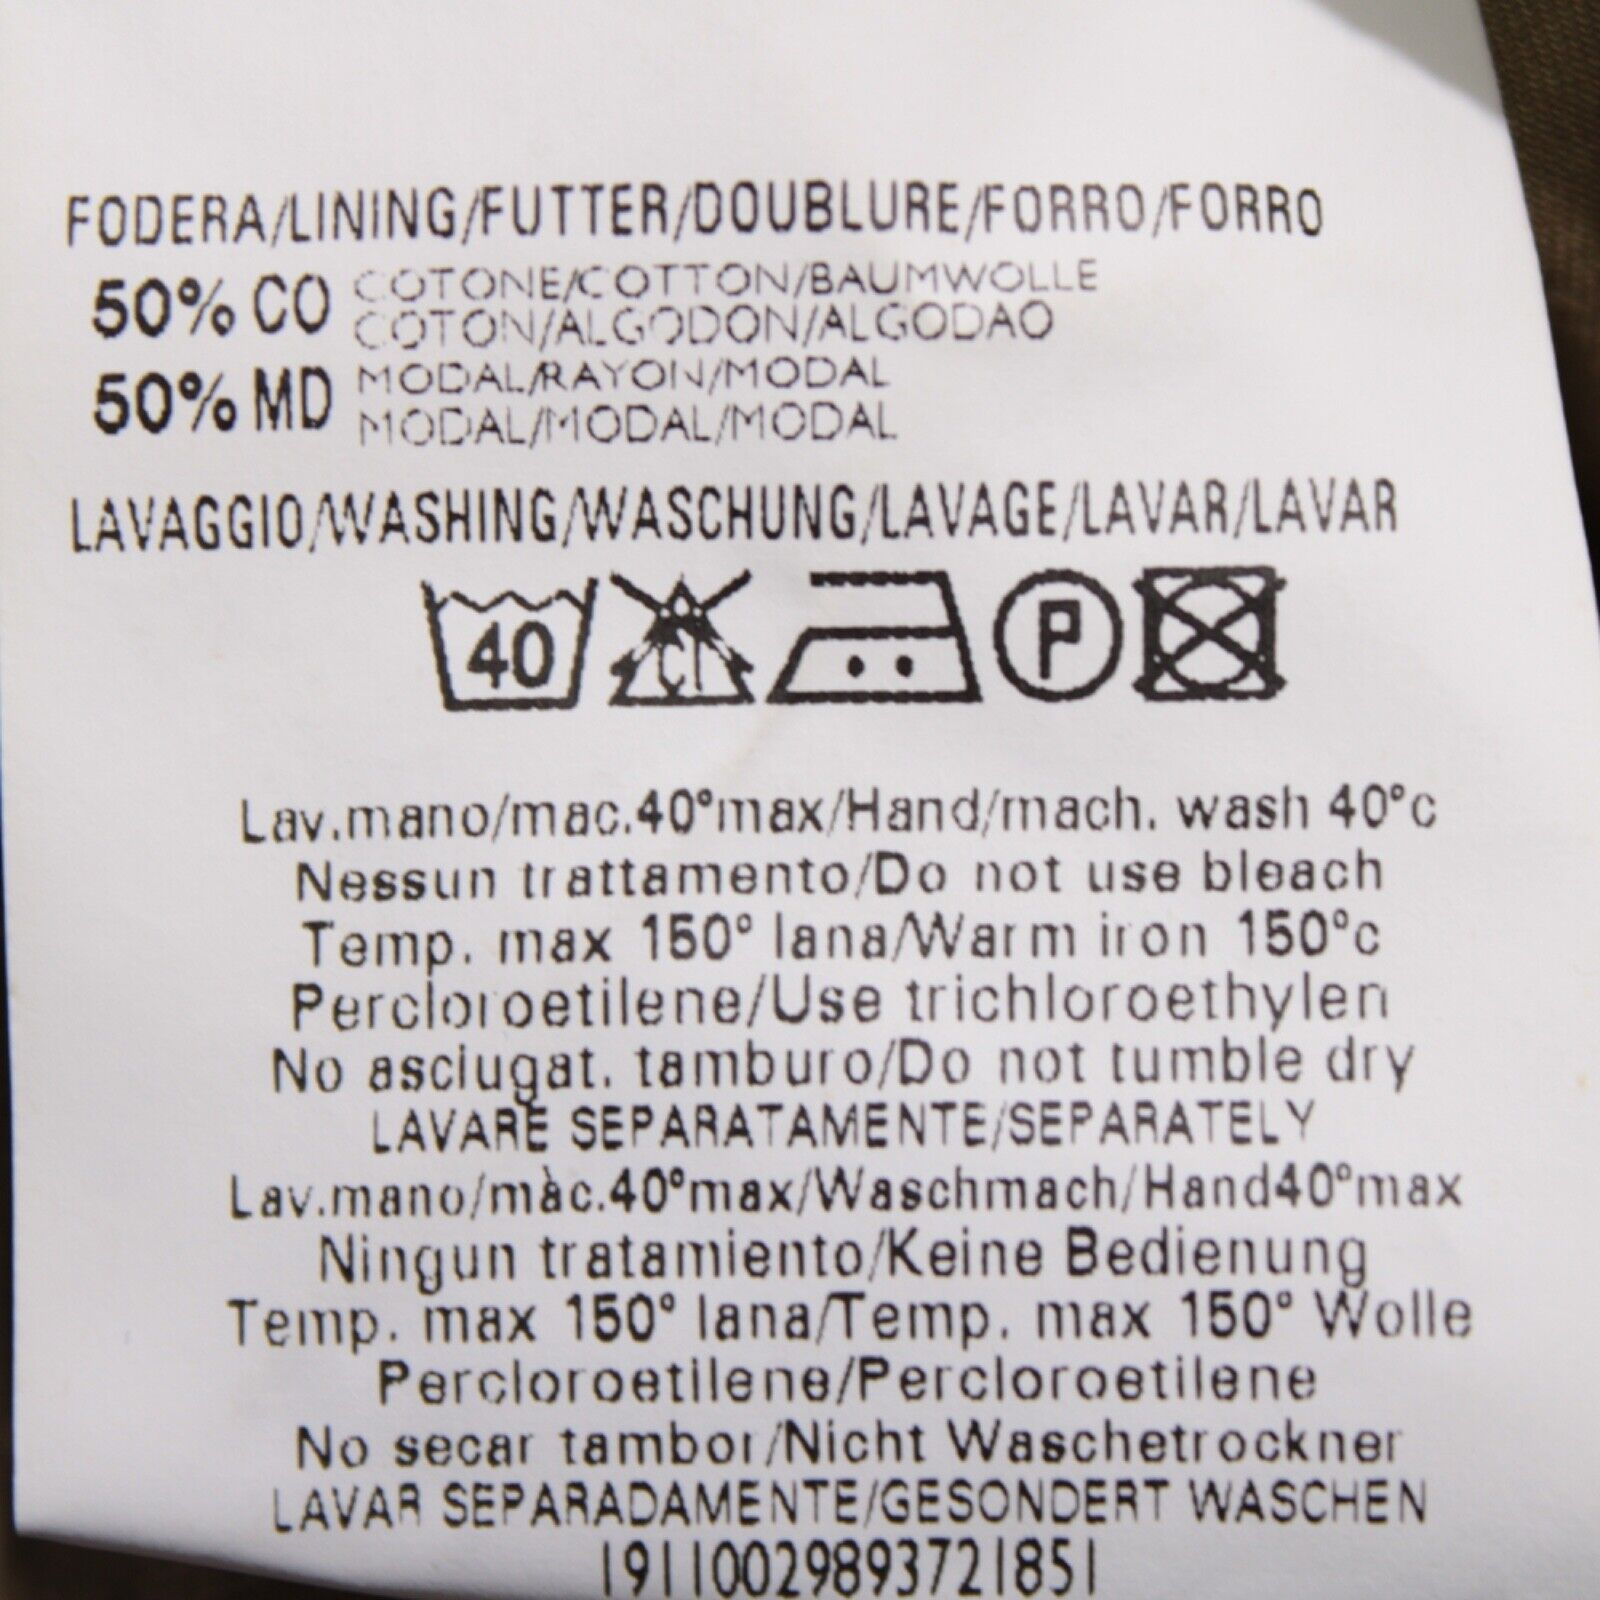 FODERA/LINING/FUTTER/DOUBLURE/FORRO/FORRO
50% CO COTONE/COTTON/BAUMWOLLE
COTON/ALGODON/ALGODAO
50% MD MODAL/RAYON/MODAL
MODAL/MODAL/MODAL
LAVAGGIO/WASHING/WASCHUNG/LAVAGE/LAVAR/LAVAR
40 CL P
Lav.mano/mac.40°max/Hand/mach. wash 40°c
Nessun trattamento/Do not use bleach
Temp. max 150° lana/Warm iron 150°c
Percloroetilene/Use trichloroethylen
No asciugat. tamburo/Do not tumble dry
LAVARE SEPARATAMENTE/SEPARATELY
Lav.mano/màc.40°max/Waschmach/Hand40°max
Ningun tratamiento/Keine Bedienung
Temp. max 150° lana/Temp. max 150° Wolle
Percloroetilene/Percloroetilene
No secar tambor/Nicht Waschetrockner
LAVAR SEPARADAMENTE/GESONDERT WASCHEN
19110029893721851